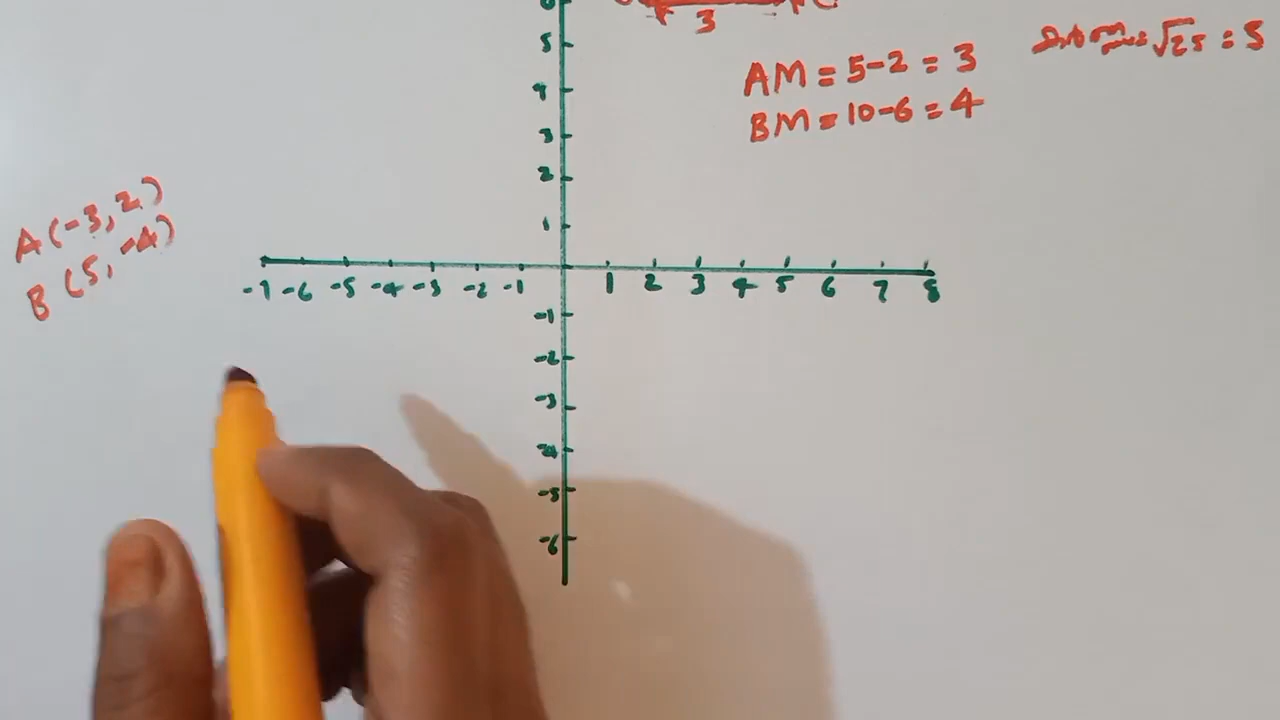 3
AM = 5-2 = 3
√25 = 5
BM = 10-6 = 4
A(-3, 2)
B (5, -4)
6
5
4
3
2
1
-7 -6 -5 -4 -3 -2 -1 1 2 3 4 5 6 7 8
-1
-2
-3
-4
-5
-6